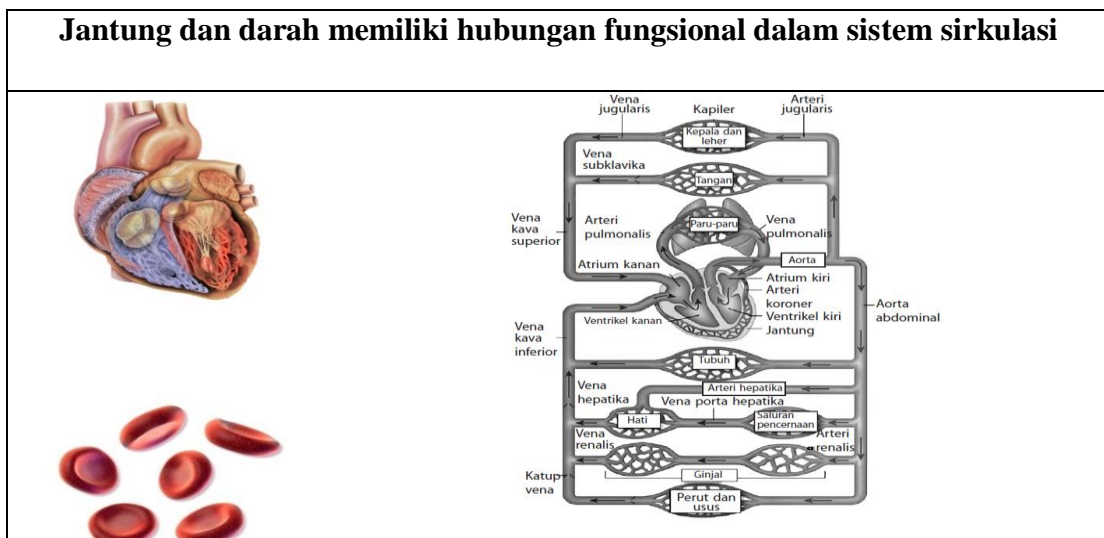 Jantung dan darah memiliki hubungan fungsional dalam sistem sirkulasi
Vena
jugularis
Kapiler
Arteri
jugularis
Kepala dan
leher
Vena
subklavika
Tangan
Vena
kava
superior
Arteri
pulmonalis
Paru-paru
Vena
pulmonalis
Atrium kanan
Aorta
Atrium kiri
Arteri
koroner
Ventrikel kiri
Jantung
Ventrikel kanan
Aorta
abdominal
Vena
kava
inferior
Tubuh
Vena
hepatika
Arteri hepatika
Vena porta hepatika
Hati
Saluran
pencernaan
Vena
renalis
Arteri
renalis
Ginjal
Katup
vena
Perut dan
usus